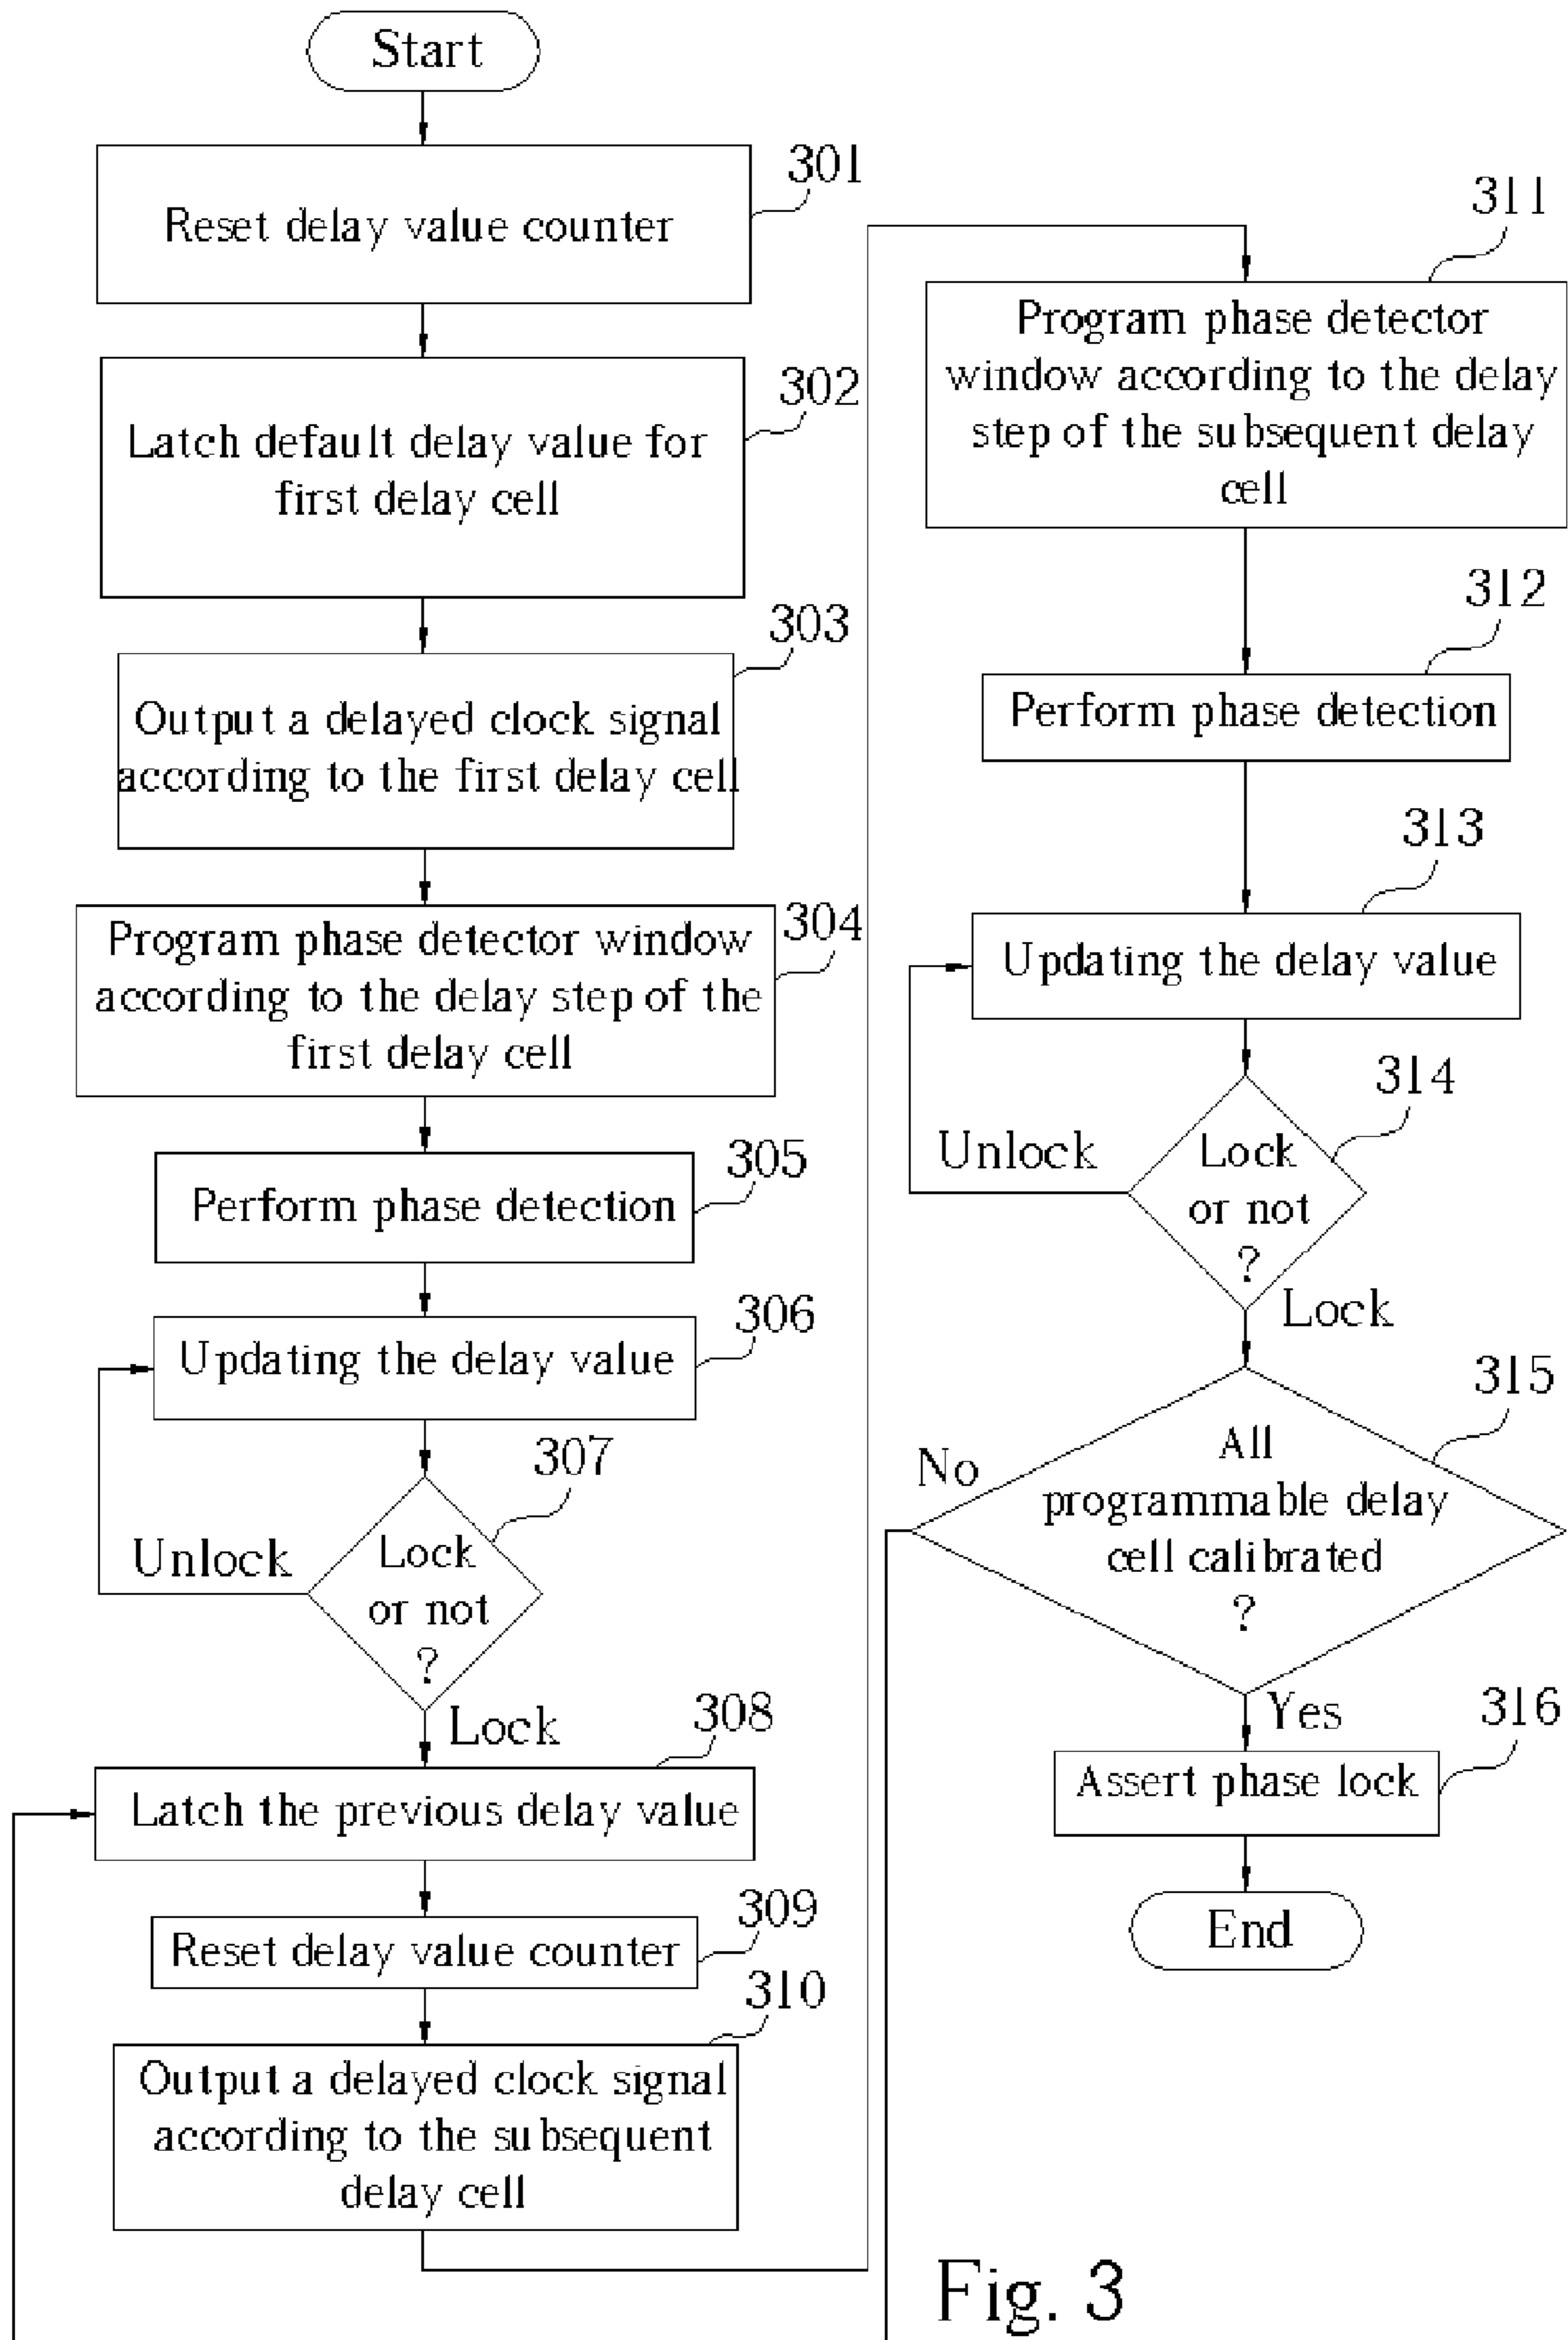 Start
301
Reset delay value counter
302
Latch default delay value for
first delay cell
303
Output a delayed clock signal
according to the first delay cell
304
Program phase detector window
according to the delay step of the
first delay cell
305
Perform phase detection
306
Updating the delay value
307
Unlock
Lock
or not
?
Lock
308
Latch the previous delay value
309
Reset delay value counter
310
Output a delayed clock signal
according to the subsequent
delay cell
311
Program phase detector
window according to the delay
step of the subsequent delay
cell
312
Perform phase detection
313
Updating the delay value
314
Unlock
Lock
or not
?
Lock
315
No
All
programmable delay
cell calibrated
?
Yes
316
Assert phase lock
End
Fig. 3